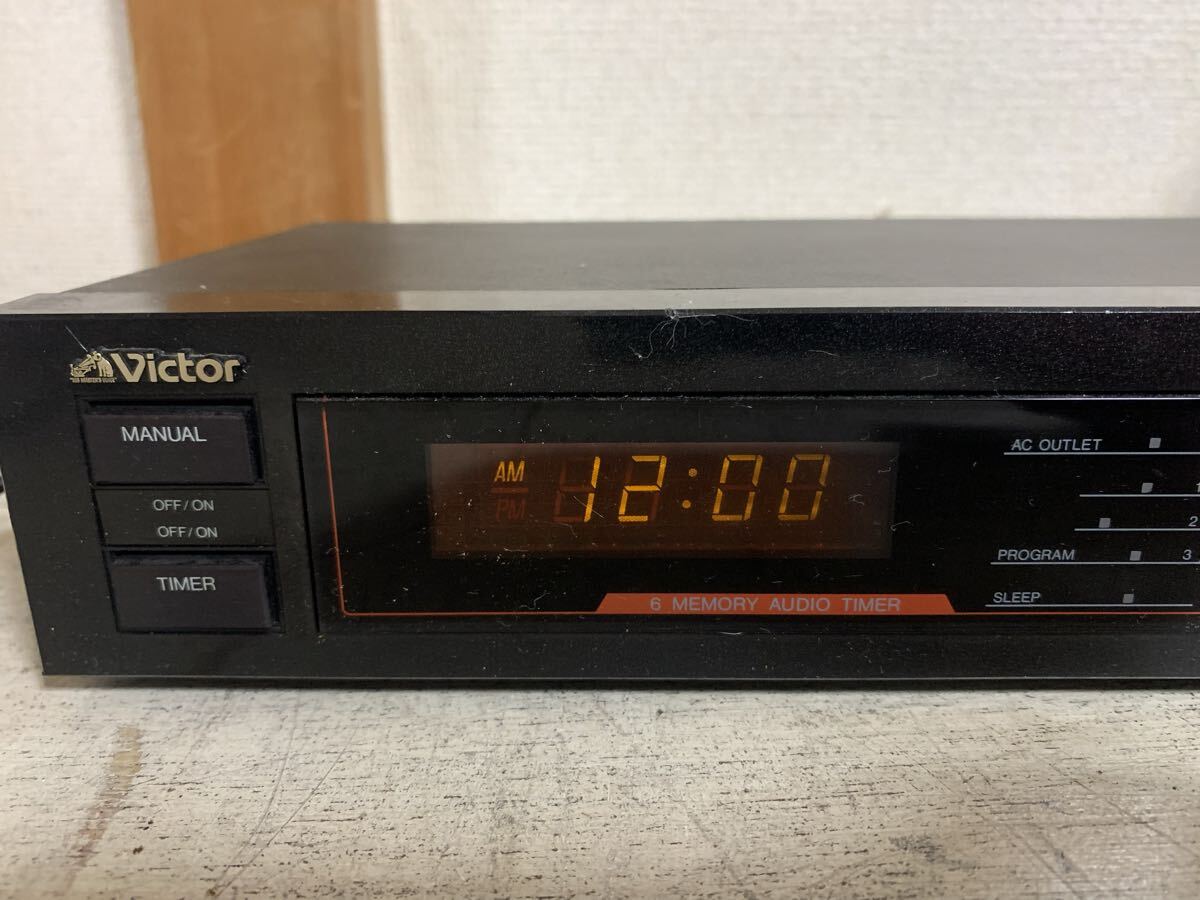 Victor
"HIS MASTER'S VOICE"
MANUAL
OFF/ON
OFF/ON
TIMER
AM
PM
12:00
6 MEMORY AUDIO TIMER
AC OUTLET
1
2
PROGRAM 3
SLEEP